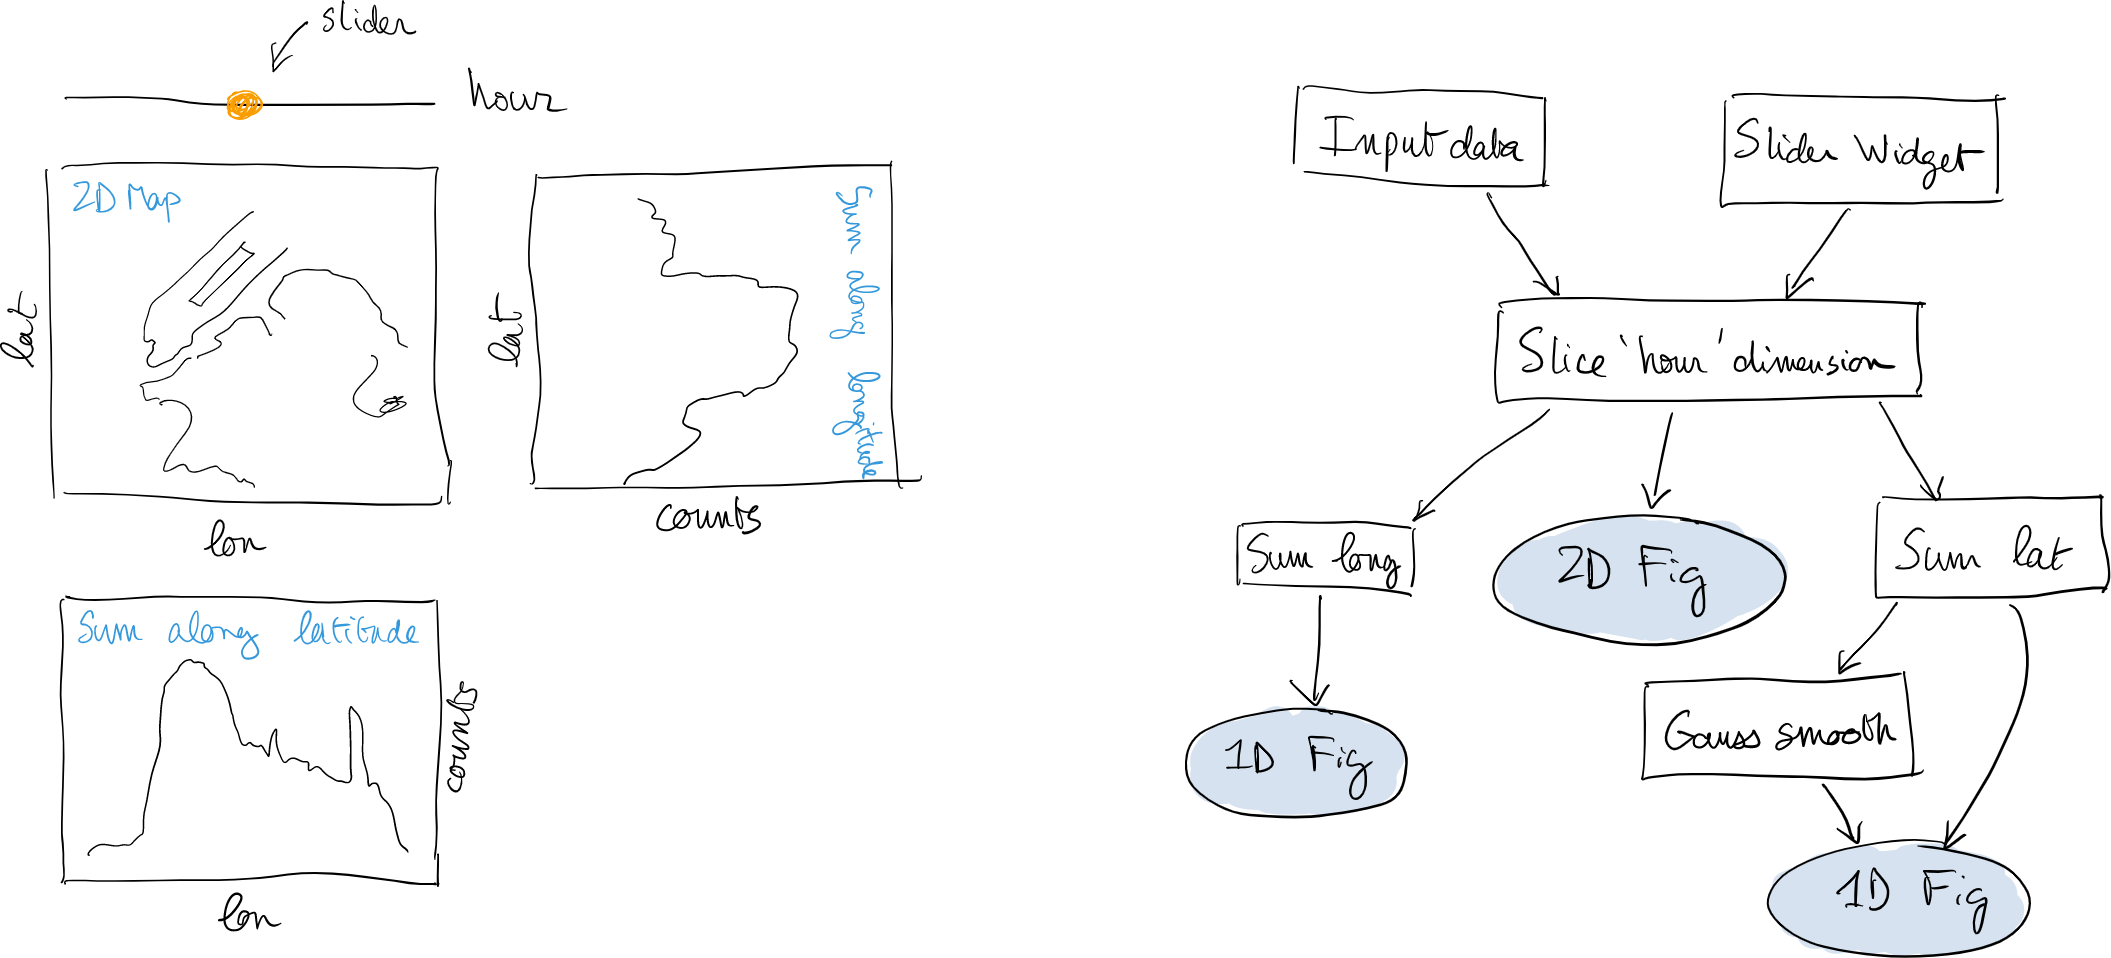 slider
hour
2D Map
lat
lon
Sum along longitude
lat
counts
Sum along latitude
counts
lon
Input data
Slider Widget
Slice 'hour' dimension
Sum long
2D Fig
Sum lat
1D Fig
Gauss smooth
1D Fig